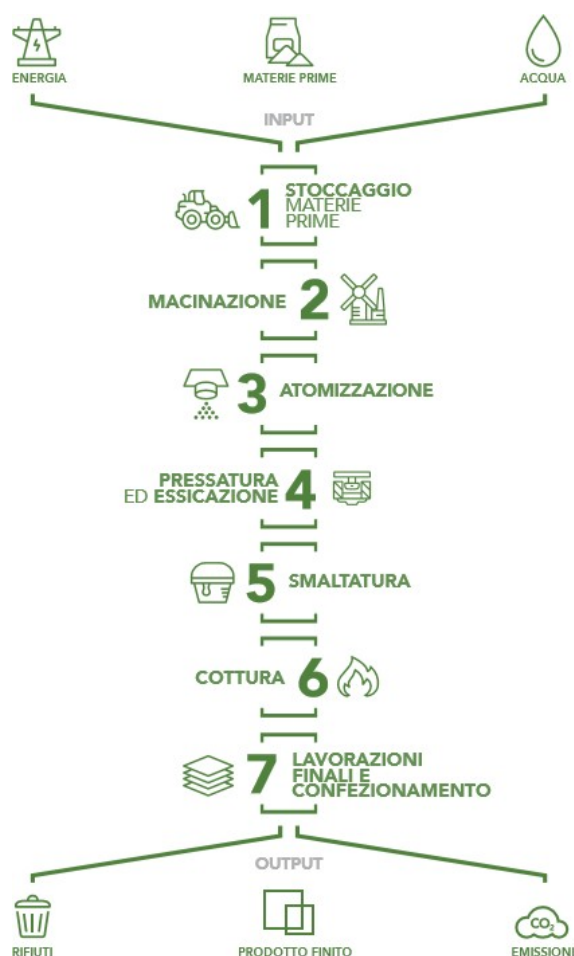 ENERGIA
MATERIE PRIME
ACQUA
INPUT
1 STOCCAGGIO
MATERIE
PRIME
MACINAZIONE 2
3 ATOMIZZAZIONE
PRESSATURA
ED ESSICAZIONE 4
5 SMALTATURA
COTTURA 6
7 LAVORAZIONI
FINALI E
CONFEZIONAMENTO
OUTPUT
RIFIUTI
PRODOTTO FINITO
CO₂
EMISSIONI